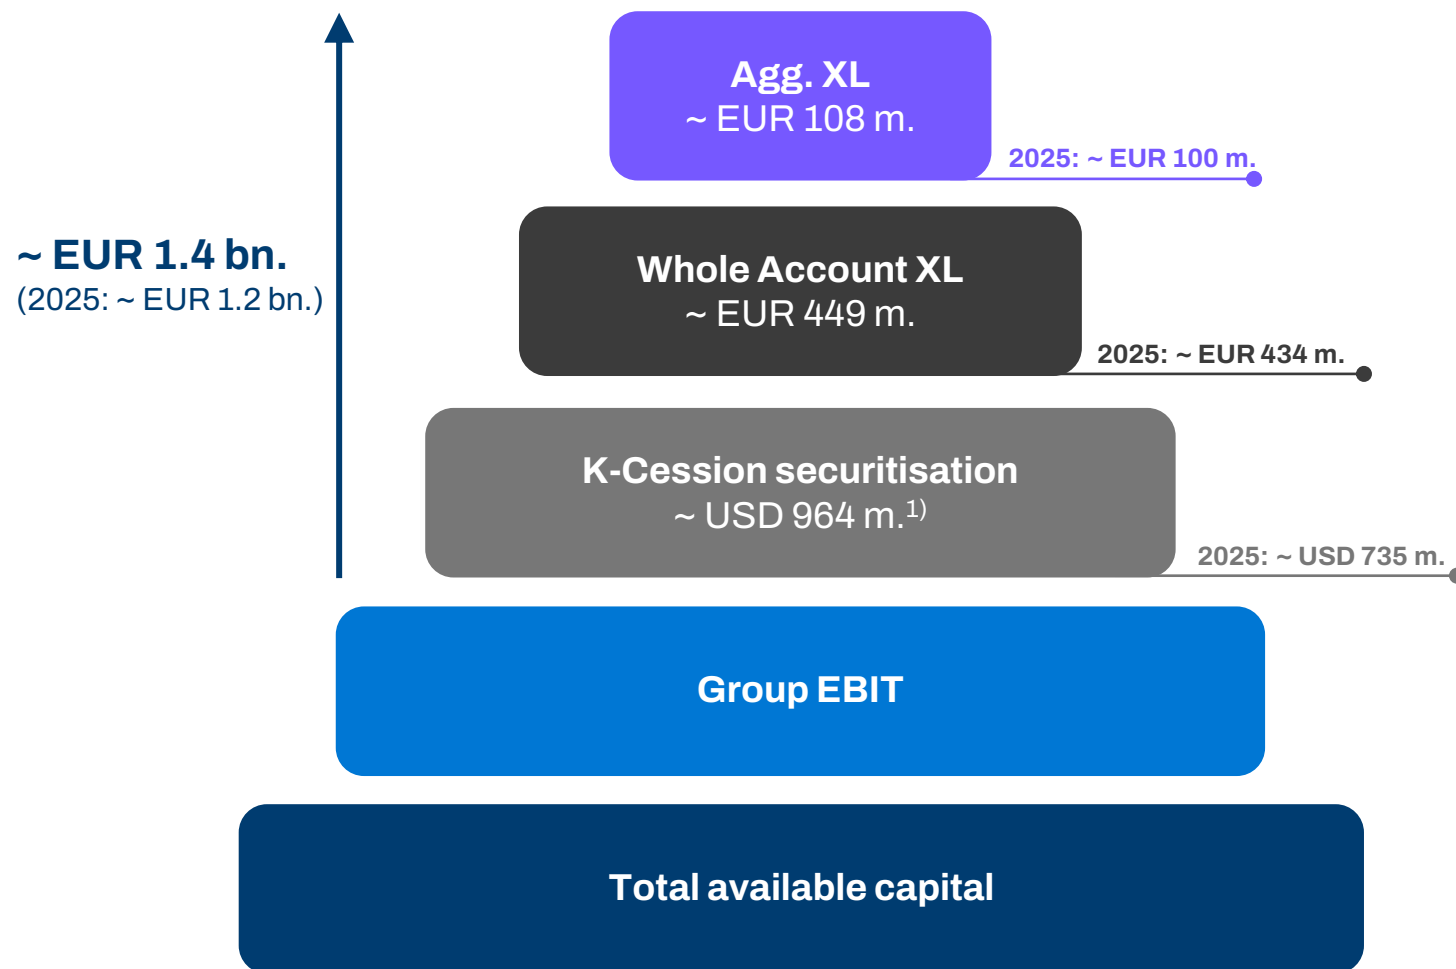 Agg. XL
~ EUR 108 m.
2025: ~ EUR 100 m.
~ EUR 1.4 bn.
(2025: ~ EUR 1.2 bn.)
Whole Account XL
~ EUR 449 m.
2025: ~ EUR 434 m.
K-Cession securitisation
~ USD 964 m.¹⁾
2025: ~ USD 735 m.
Group EBIT
Total available capital